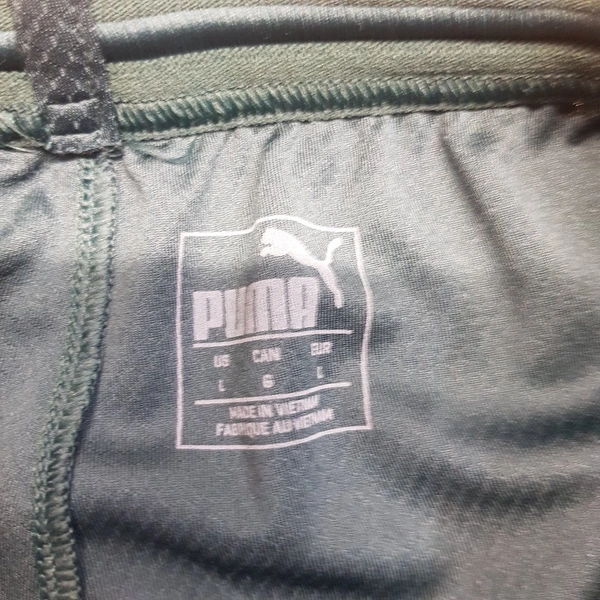 PUMA
US CAN EUR
L G L
MADE IN VIETNAM
FABRIQUE AU VIETNAM